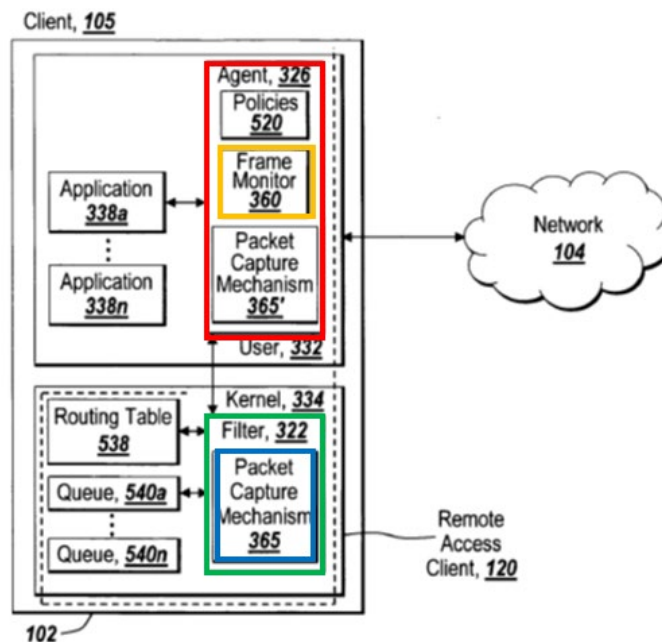 Client, 105
Agent, 326
Policies
520
Frame
Monitor
360
Application
338a
Packet
Capture
Mechanism
365'
Application
338n
User, 332
Network
104
Kernel, 334
Routing Table
538
Filter, 322
Packet
Capture
Mechanism
365
Queue, 540a
Queue, 540n
Remote
Access
Client, 120
102